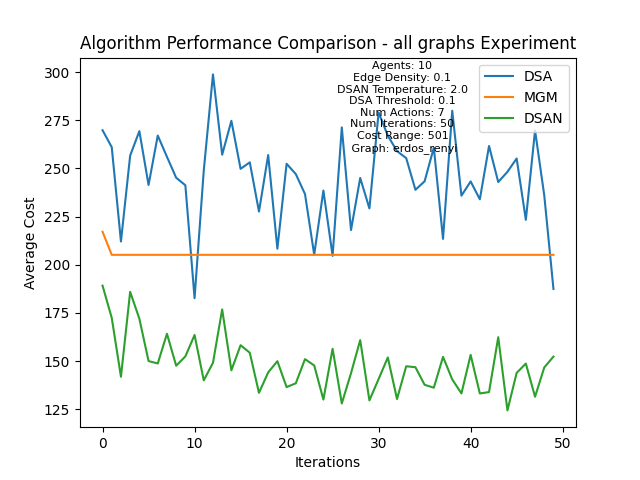 Algorithm Performance Comparison - all graphs Experiment
Agents: 10
Edge Density: 0.1
DSAN Temperature: 2.0
DSA Threshold: 0.1
Num Actions: 7
Num Iterations: 50
Cost Range: 501
Graph: erdos_renyi
DSA
MGM
DSAN
Average Cost
300
275
250
225
200
175
150
125
0
10
20
30
40
50
Iterations